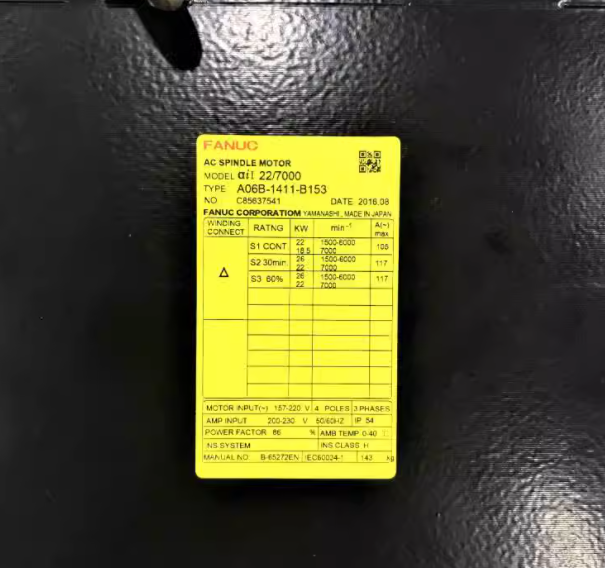 FANUC
AC SPINDLE MOTOR
MODEL αiI 22/7000
TYPE A06B-1411-B153
NO C85637541 DATE 2016.08
FANUC CORPORATIOM YAMANASHI, MADE IN JAPAN
WINDING CONNECT RATNG KW min⁻¹ A(~) max
S1 CONT 22 1500-6000
18.5 7000
S2 30min. 26 1500-6000 117
22 7000
Δ
S3 60% 26 1500-6000 117
22 7000
MOTOR INPUT(~) 157-220 V 4 POLES 3 PHASES
AMP INPUT 200-230 V 50/60HZ IP 54
POWER FACTOR 86 % AMB TEMP 0-40
INS.SYSTEM INS CLASS H
MANUAL NO B-65272EN IEC60034-1 143 kg